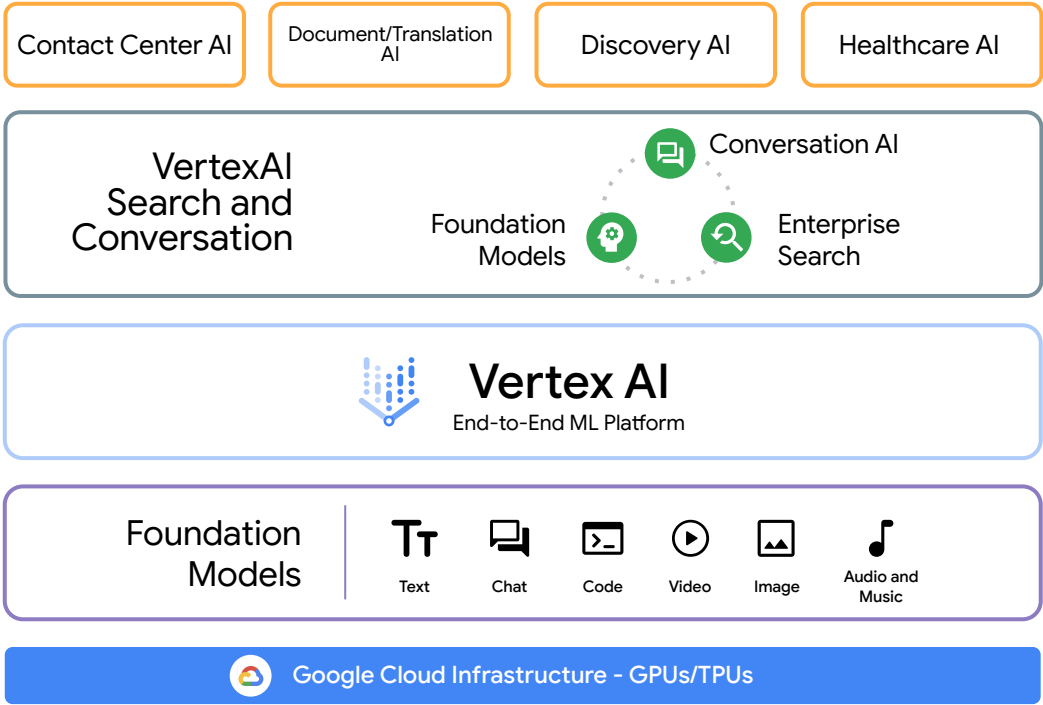 Contact Center AI
Document/Translation
AI
Discovery AI
Healthcare AI
VertexAI
Search and
Conversation
Conversation AI
Foundation
Models
Enterprise
Search
Vertex AI
End-to-End ML Platform
Foundation
Models
Text
Chat
Code
Video
Image
Audio and
Music
Google Cloud Infrastructure - GPUs/TPUs